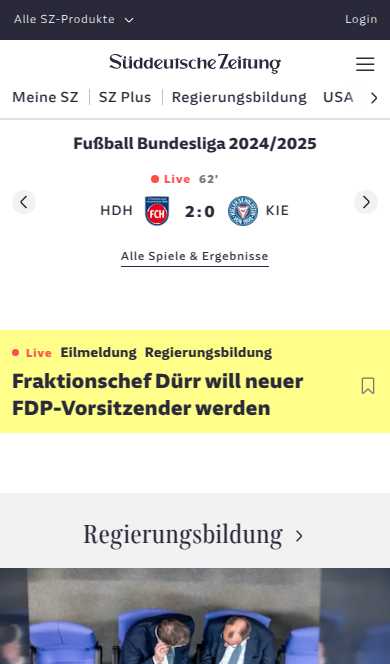 Alle SZ-Produkte Login
Süddeutsche Zeitung
Meine SZ SZ Plus Regierungsbildung USA
Fußball Bundesliga 2024/2025
Live 62'
HDH FCH 2:0 KIE
Alle Spiele & Ergebnisse
Live Eilmeldung Regierungsbildung
Fraktionschef Dürr will neuer
FDP-Vorsitzender werden
Regierungsbildung